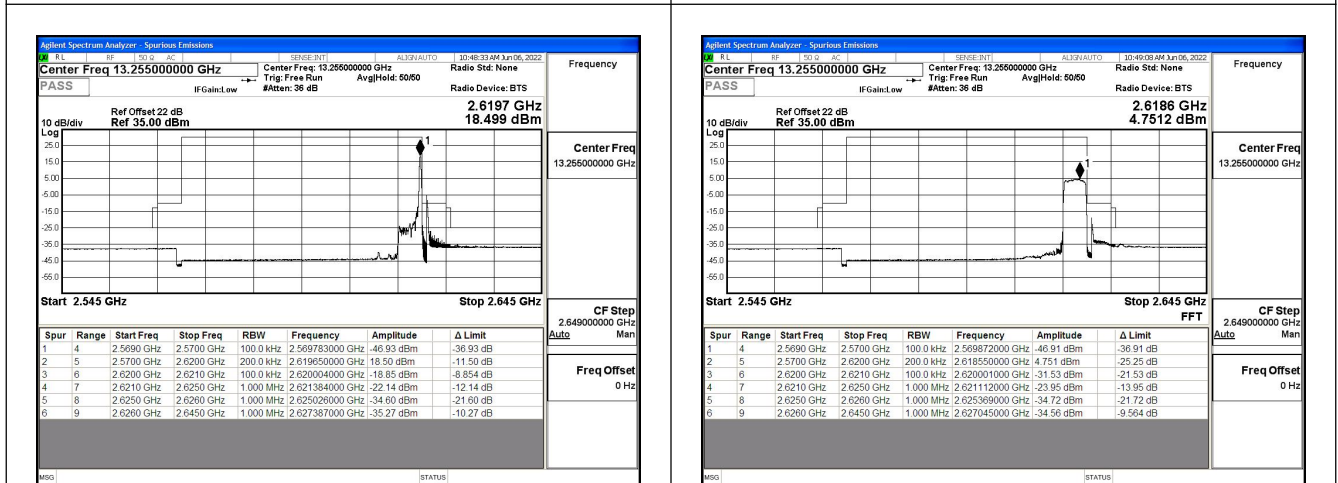 Agilent Spectrum Analyzer - Spurious Emissions
RL RF 50 Ω AC SENSE:INT ALIGN AUTO 10:48:33 AM Jun 06, 2022
Center Freq 13.255000000 GHz Center Freq: 13.255000000 GHz Radio Std: None
Trig: Free Run Avg|Hold: 50/50
PASS IFGain:Low #Atten: 36 dB Radio Device: BTS
Frequency
2.6197 GHz
Ref Offset 22 dB
10 dB/div Ref 35.00 dBm 18.499 dBm
Log
25.0
15.0
5.00
-5.00
-15.0
-25.0
-35.0
-45.0
-55.0
1
Start 2.545 GHz Stop 2.645 GHz
Center Freq
13.255000000 GHz
CF Step
2.649000000 GHz
Auto Man
Freq Offset
0 Hz
Spur Range Start Freq Stop Freq RBW Frequency Amplitude Δ Limit
1 4 2.5690 GHz 2.5700 GHz 100.0 kHz 2.569783000 GHz -46.93 dBm -36.93 dB
2 5 2.5700 GHz 2.6200 GHz 200.0 kHz 2.619650000 GHz 18.50 dBm -11.50 dB
3 6 2.6200 GHz 2.6210 GHz 100.0 kHz 2.620004000 GHz -18.85 dBm -8.854 dB
4 7 2.6210 GHz 2.6250 GHz 1.000 MHz 2.621384000 GHz -22.14 dBm -12.14 dB
5 8 2.6250 GHz 2.6260 GHz 1.000 MHz 2.625026000 GHz -34.60 dBm -21.60 dB
6 9 2.6260 GHz 2.6450 GHz 1.000 MHz 2.627387000 GHz -35.27 dBm -10.27 dB
MSG STATUS
Agilent Spectrum Analyzer - Spurious Emissions
RL RF 50 Ω AC SENSE:INT ALIGN AUTO 10:49:08 AM Jun 06, 2022
Center Freq 13.255000000 GHz Center Freq: 13.255000000 GHz Radio Std: None
Trig: Free Run Avg|Hold: 50/50
PASS IFGain:Low #Atten: 36 dB Radio Device: BTS
Frequency
2.6186 GHz
Ref Offset 22 dB
10 dB/div Ref 35.00 dBm 4.7512 dBm
Log
25.0
15.0
5.00
-5.00
-15.0
-25.0
-35.0
-45.0
-55.0
1
Start 2.545 GHz Stop 2.645 GHz
FFT
Center Freq
13.255000000 GHz
CF Step
2.649000000 GHz
Auto Man
Freq Offset
0 Hz
Spur Range Start Freq Stop Freq RBW Frequency Amplitude Δ Limit
1 4 2.5690 GHz 2.5700 GHz 100.0 kHz 2.569872000 GHz -46.91 dBm -36.91 dB
2 5 2.5700 GHz 2.6200 GHz 200.0 kHz 2.618550000 GHz 4.751 dBm -25.25 dB
3 6 2.6200 GHz 2.6210 GHz 100.0 kHz 2.620001000 GHz -31.53 dBm -21.53 dB
4 7 2.6210 GHz 2.6250 GHz 1.000 MHz 2.621112000 GHz -23.95 dBm -13.95 dB
5 8 2.6250 GHz 2.6260 GHz 1.000 MHz 2.625369000 GHz -34.72 dBm -21.72 dB
6 9 2.6260 GHz 2.6450 GHz 1.000 MHz 2.627045000 GHz -34.56 dBm -9.564 dB
MSG STATUS